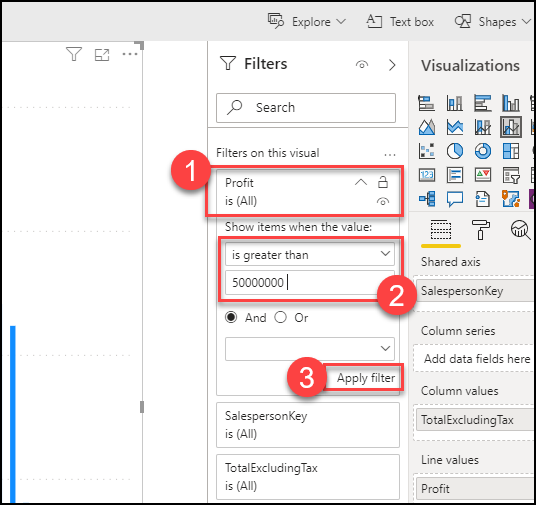 Explore Text box Shapes
Filters
Visualizations
Search
Filters on this visual
1
Profit
is (All)
Show items when the value:
is greater than
50000000
2
And Or
3
Apply filter
SalespersonKey
is (All)
TotalExcludingTax
is (All)
123
R
Py
Shared axis
SalespersonKey
Column series
Add data fields here
Column values
TotalExcludingTax
Line values
Profit